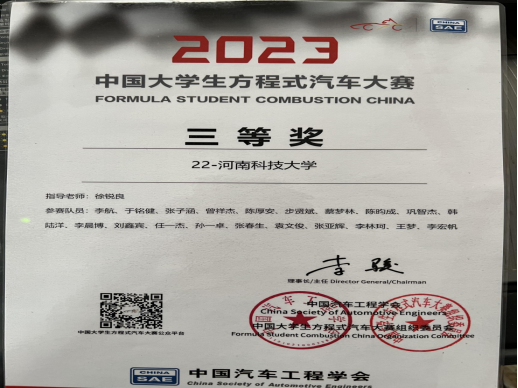 CHINA
SAE
2023
中国大学生方程式汽车大赛
FORMULA STUDENT COMBUSTION CHINA
三等奖
22-河南科技大学
指导老师：徐锐良
参赛队员：李航、于铭健、张子涵、曾祥杰、陈厚安、步贤斌、蔡梦林、陈昀成、巩智杰、韩
陆洋、李晨博、刘鑫宾、任一杰、孙一卓、张春生、袁文俊、张亚辉、李林珂、王梦、李宏帆
李骏
理事长/主任 Director General/Chairman
中国汽车工程学会
China Society of Automotive Engineers
中国大学生方程式汽车大赛组织委员会
Formula Student Combustion China Organization Committee
中国大学生方程式汽车大赛公众平台
CHINA
SAE
中国汽车工程学会
China Society of Automotive Engineers